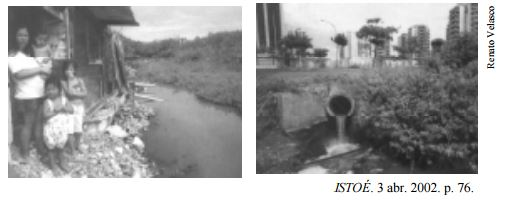 Renato Velasco
ISTOÉ. 3 abr. 2002. p. 76.